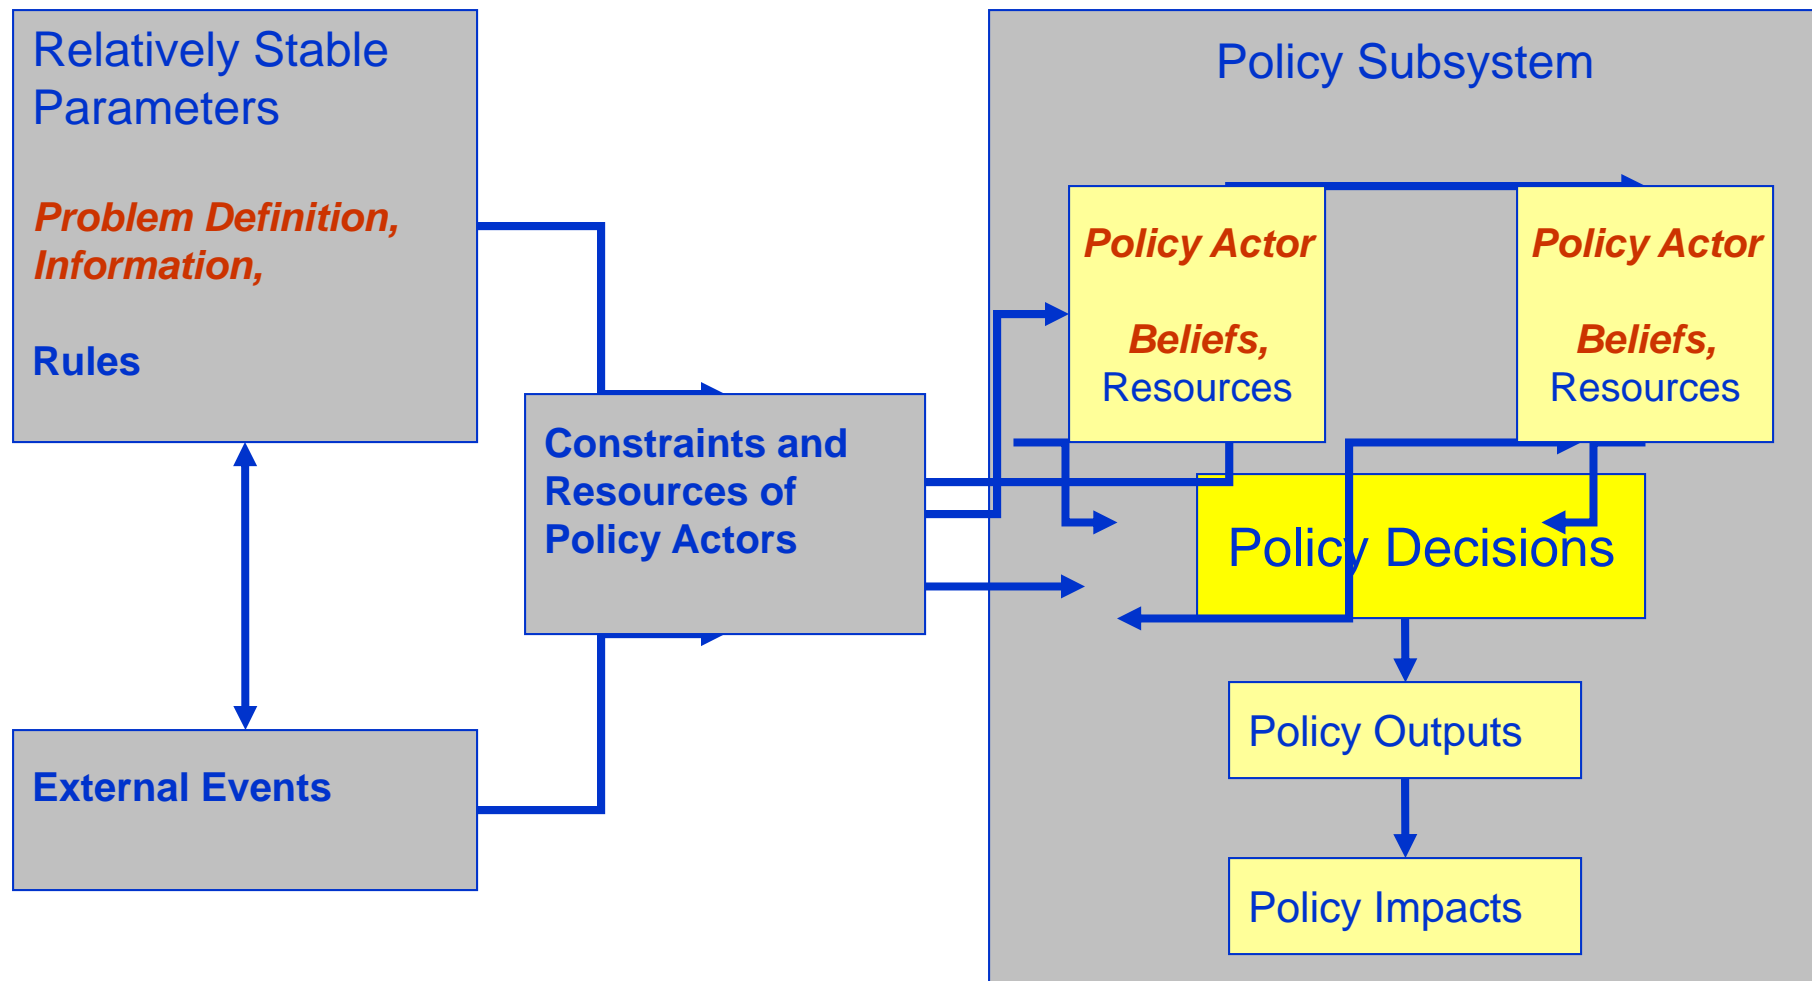 Relatively Stable
Parameters
Problem Definition,
Information,
Rules
External Events
Constraints and
Resources of
Policy Actors
Policy Subsystem
Policy Actor
Beliefs,
Resources
Policy Actor
Beliefs,
Resources
Policy Decisions
Policy Outputs
Policy Impacts